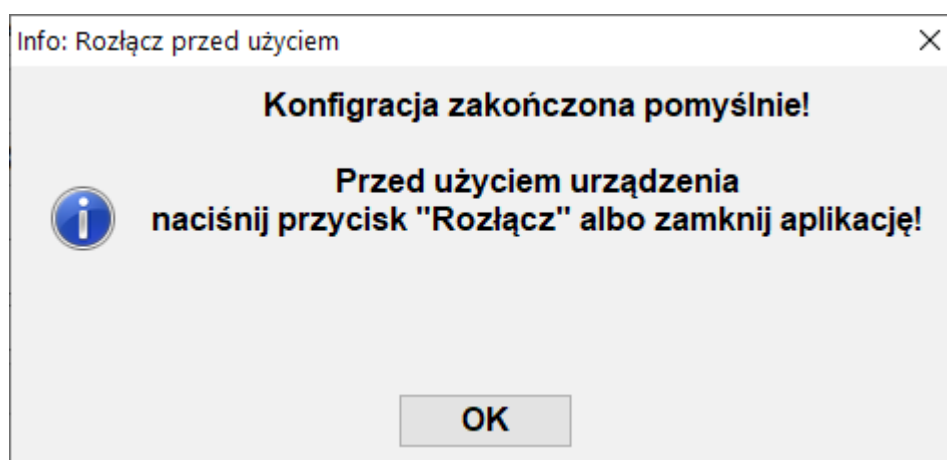 Info: Rozłącz przed użyciem
Konfigracja zakończona pomyślnie!
Przed użyciem urządzenia
naciśnij przycisk "Rozłącz" albo zamknij aplikację!
OK